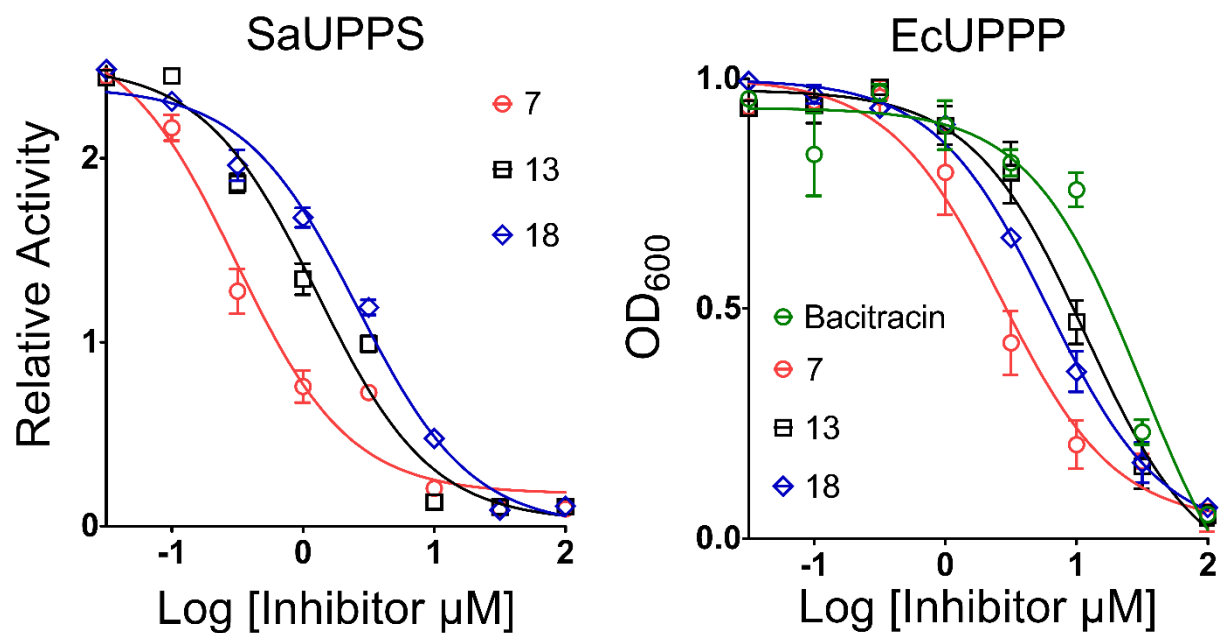 SaUPPS
Relative Activity
2
1
0
-1
0
1
2
Log [Inhibitor µM]
7
13
18
EcUPPP
OD600
1.0
0.5
0.0
-1
0
1
2
Log [Inhibitor µM]
Bacitracin
7
13
18